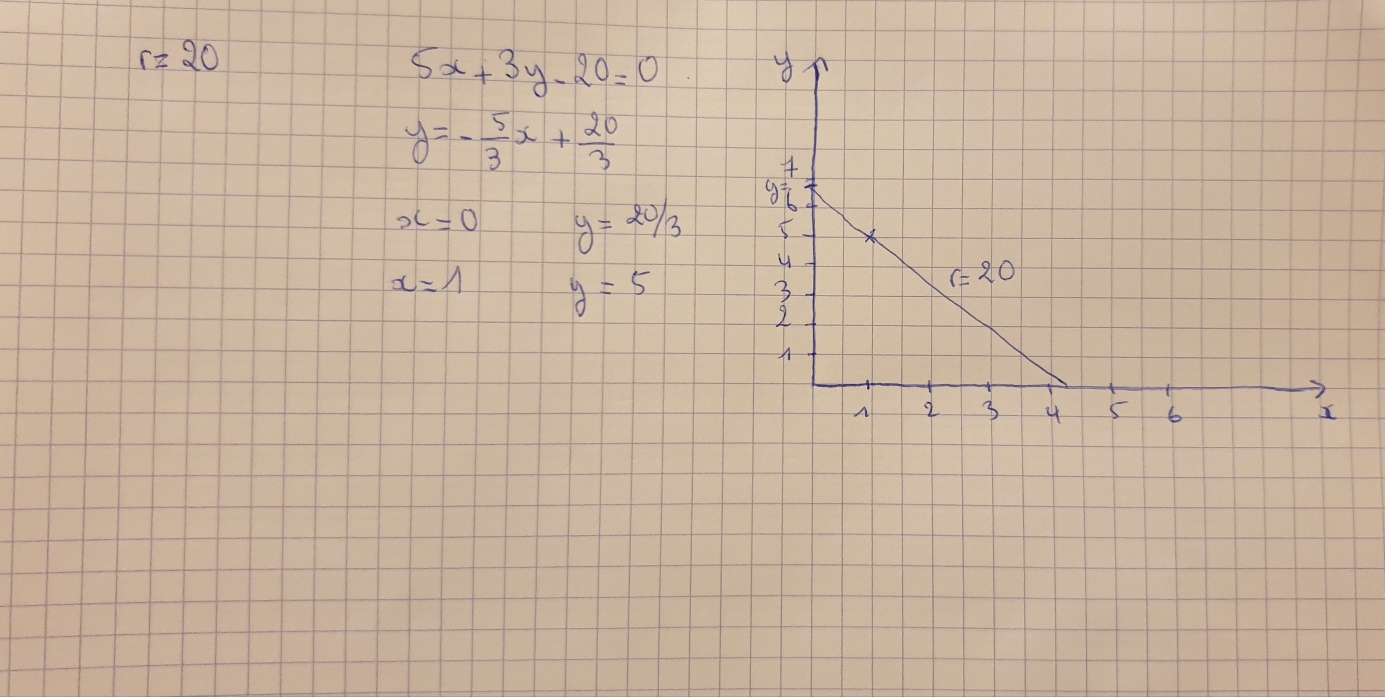 r = 20
5x + 3y - 20 = 0
y = - 5/3 x + 20/3
x = 0 y = 20/3
x = 1 y = 5
y
7
y =
6
5
4
3
2
1
r = 20
1 2 3 4 5 6 x